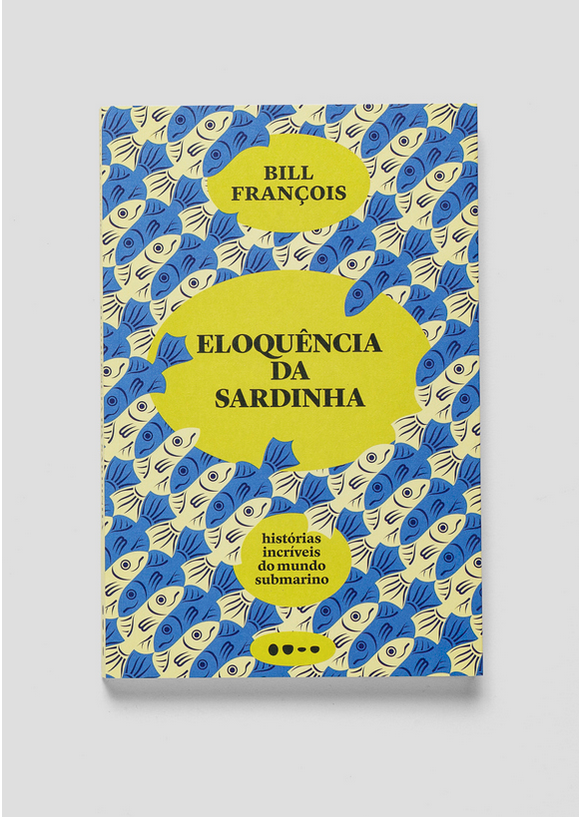 BILL
FRANÇOIS
ELOQUÊNCIA
DA
SARDINHA
histórias
incríveis
do mundo
submarino